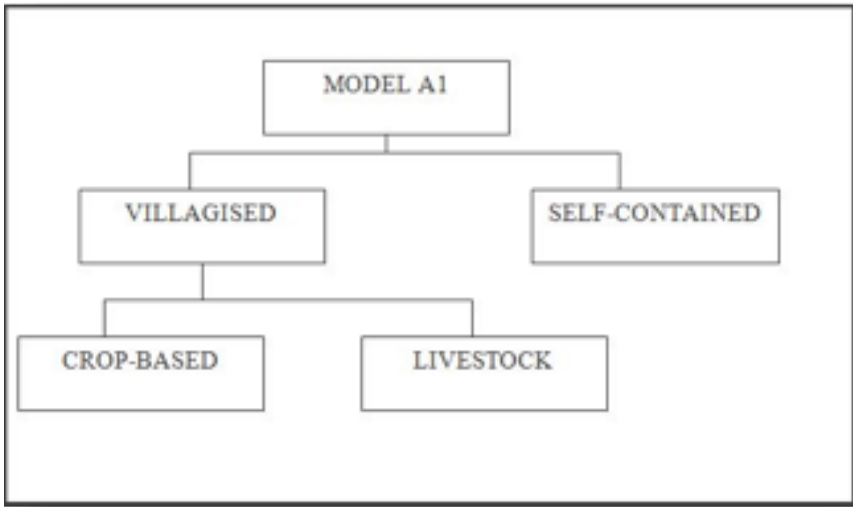 MODEL A1
VILLAGISED
SELF-CONTAINED
CROP-BASED
LIVESTOCK